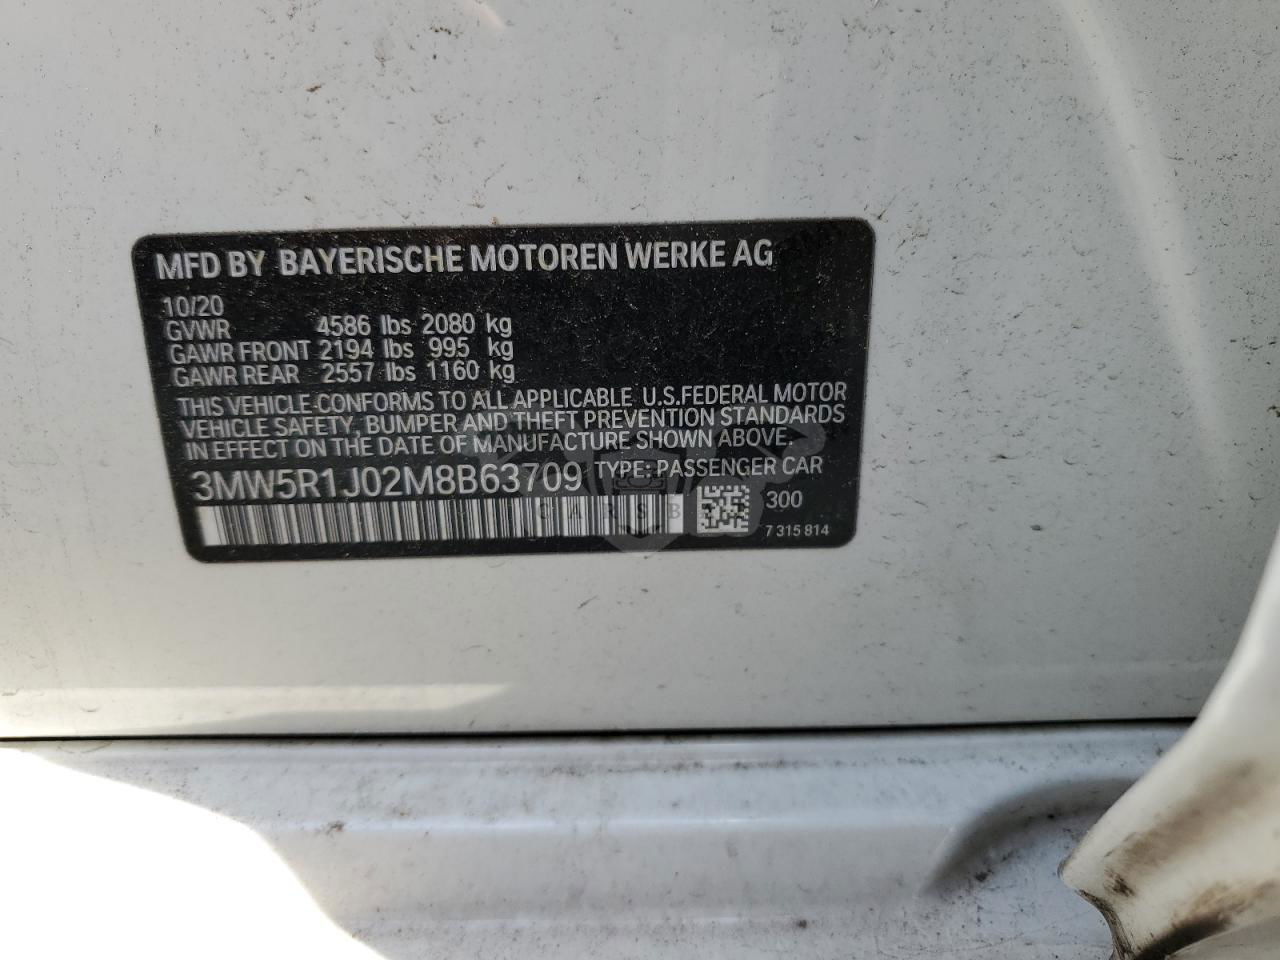 MFD BY BAYERISCHE MOTOREN WERKE AG
10/20
GVWR 4586 lbs 2080 kg
GAWR FRONT 2194 lbs 995 kg
GAWR REAR 2557 lbs 1160 kg
THIS VEHICLE CONFORMS TO ALL APPLICABLE U.S.FEDERAL MOTOR
VEHICLE SAFETY, BUMPER AND THEFT PREVENTION STANDARDS
IN EFFECT ON THE DATE OF MANUFACTURE SHOWN ABOVE.
3MW5R1J02M8B63709 TYPE: PASSENGER CAR
300
7 315 814